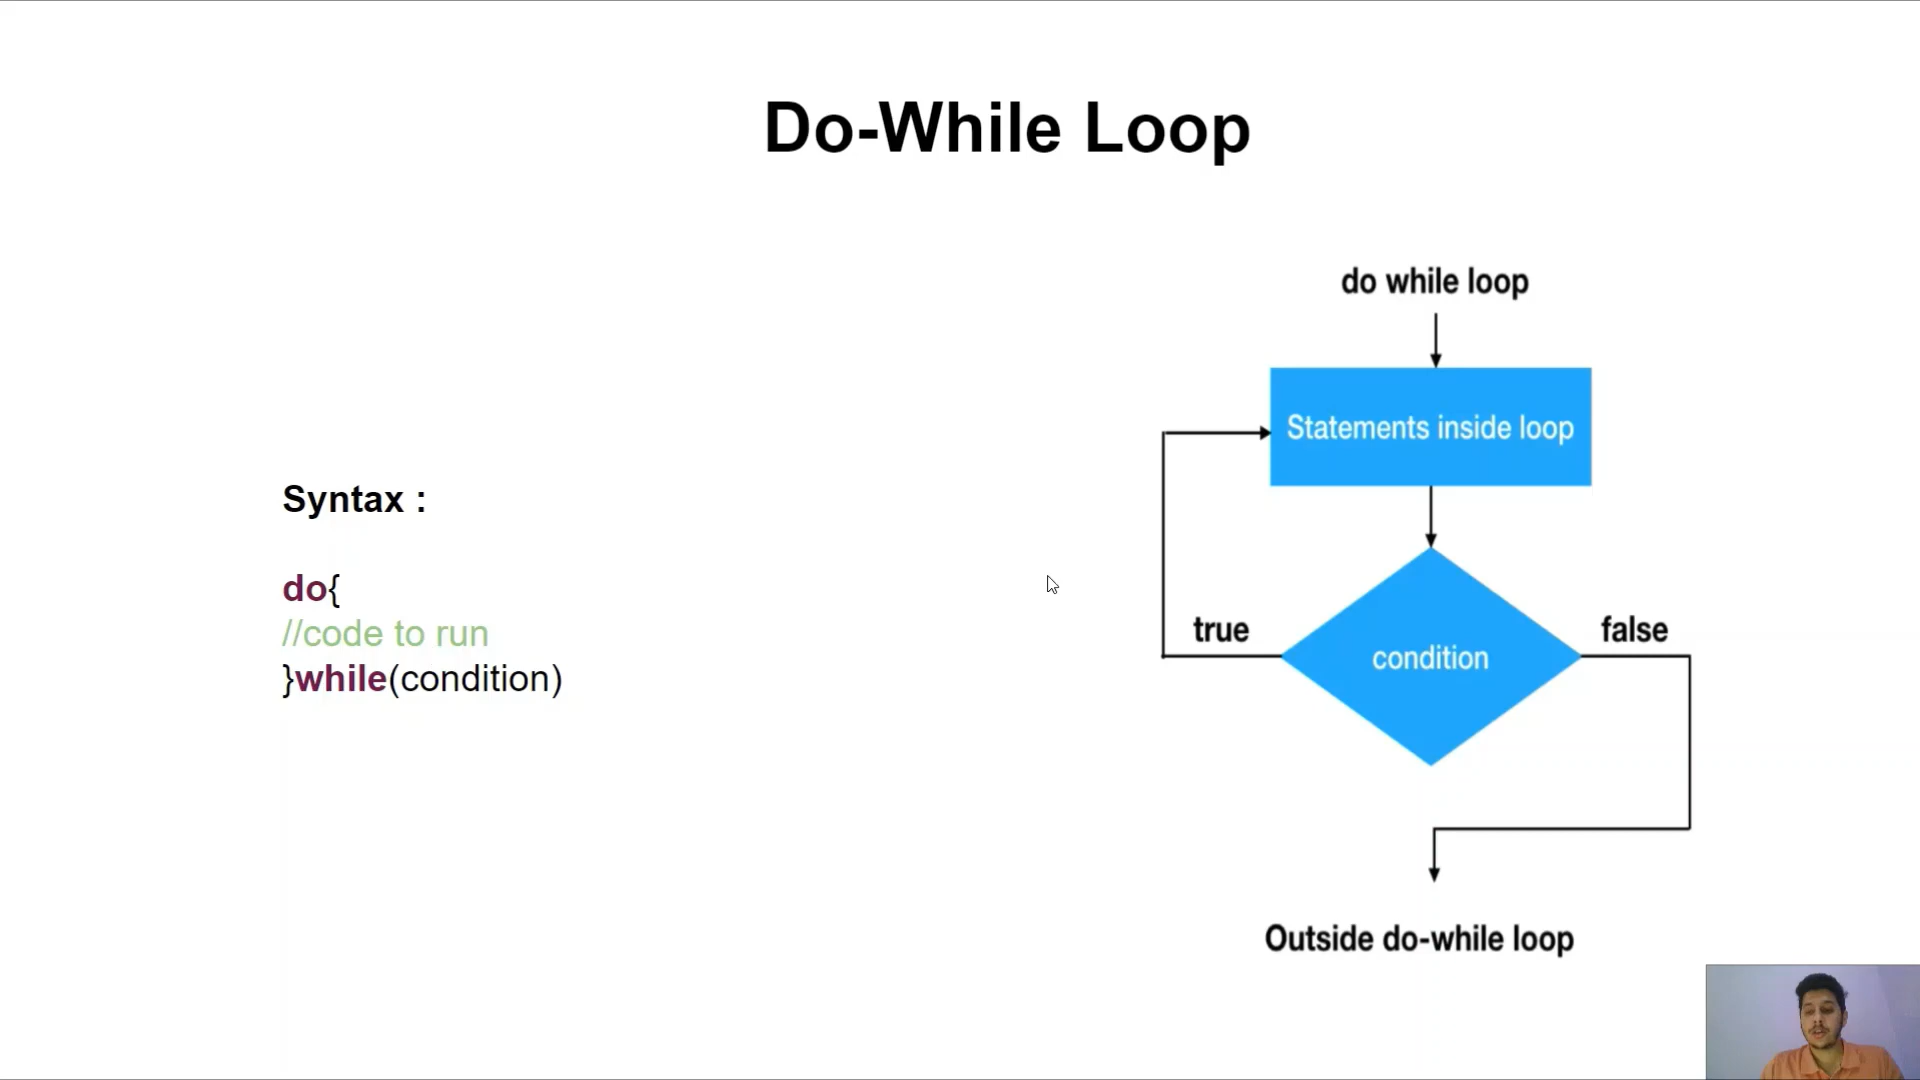 Do-While Loop
Syntax :
do{
//code to run
}while(condition)
do while loop
Statements inside loop
true
condition
false
Outside do-while loop